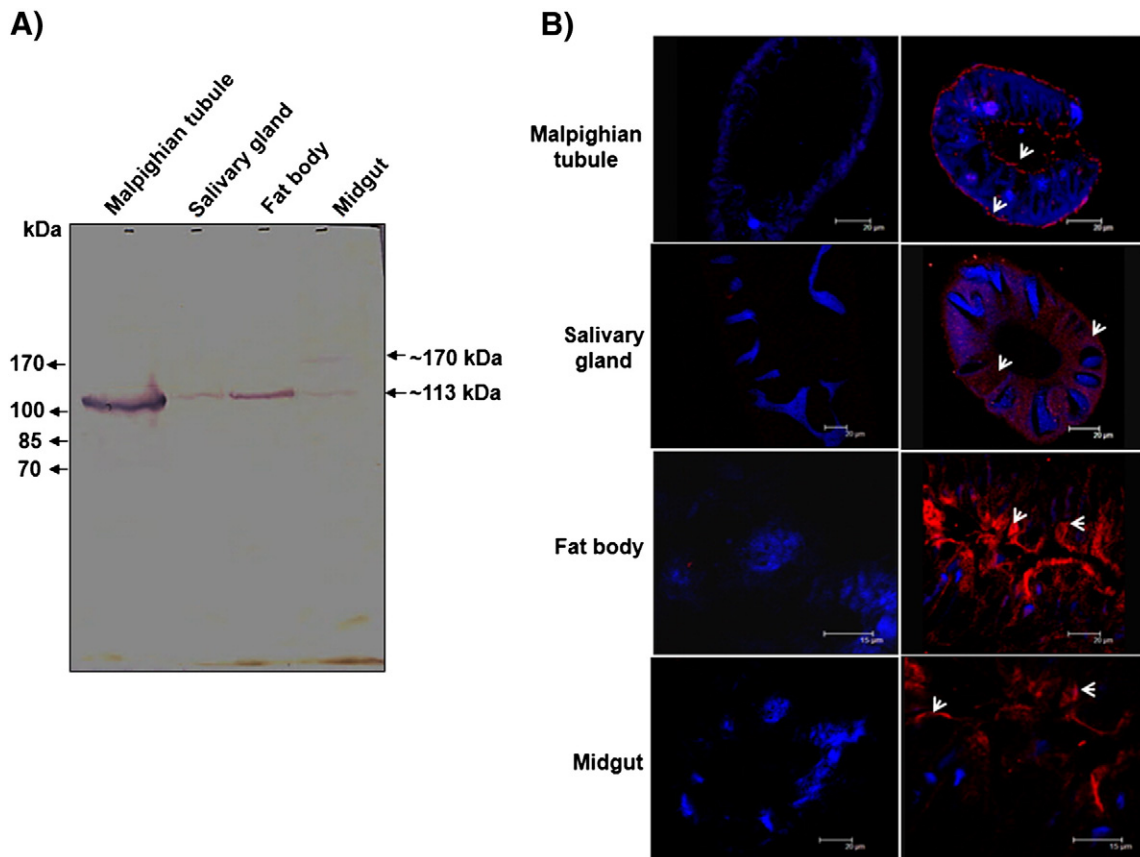 A)
Malpighian tubule
Salivary gland
Fat body
Midgut
kDa
170
100
85
70
~170 kDa
~113 kDa
B)
Malpighian
tubule
20 µm
20 µm
Salivary
gland
20 µm
20 µm
Fat body
15 µm
20 µm
Midgut
20 µm
15 µm